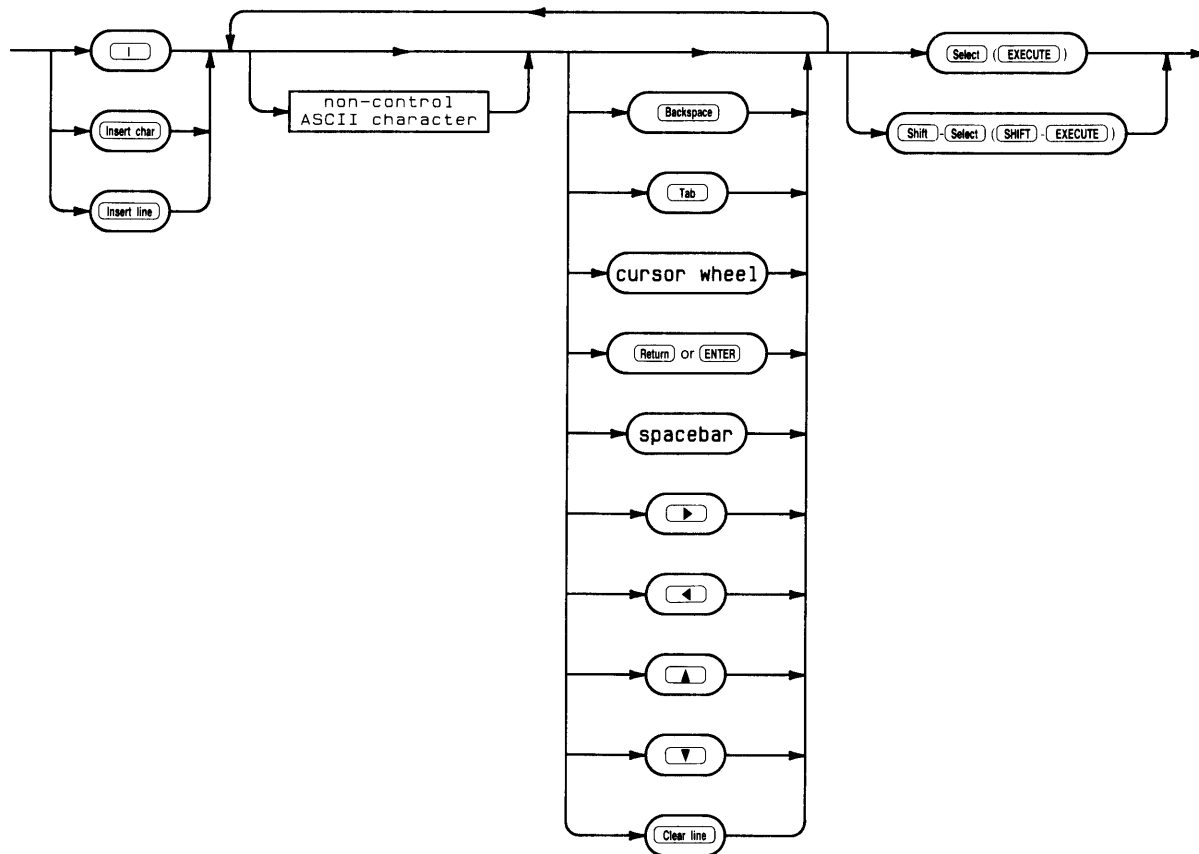 I
Insert char
Insert line
non-control
ASCII character
Backspace
Tab
cursor wheel
Return or ENTER
spacebar
Clear line
Select (EXECUTE)
Shift-Select (SHIFT-EXECUTE)